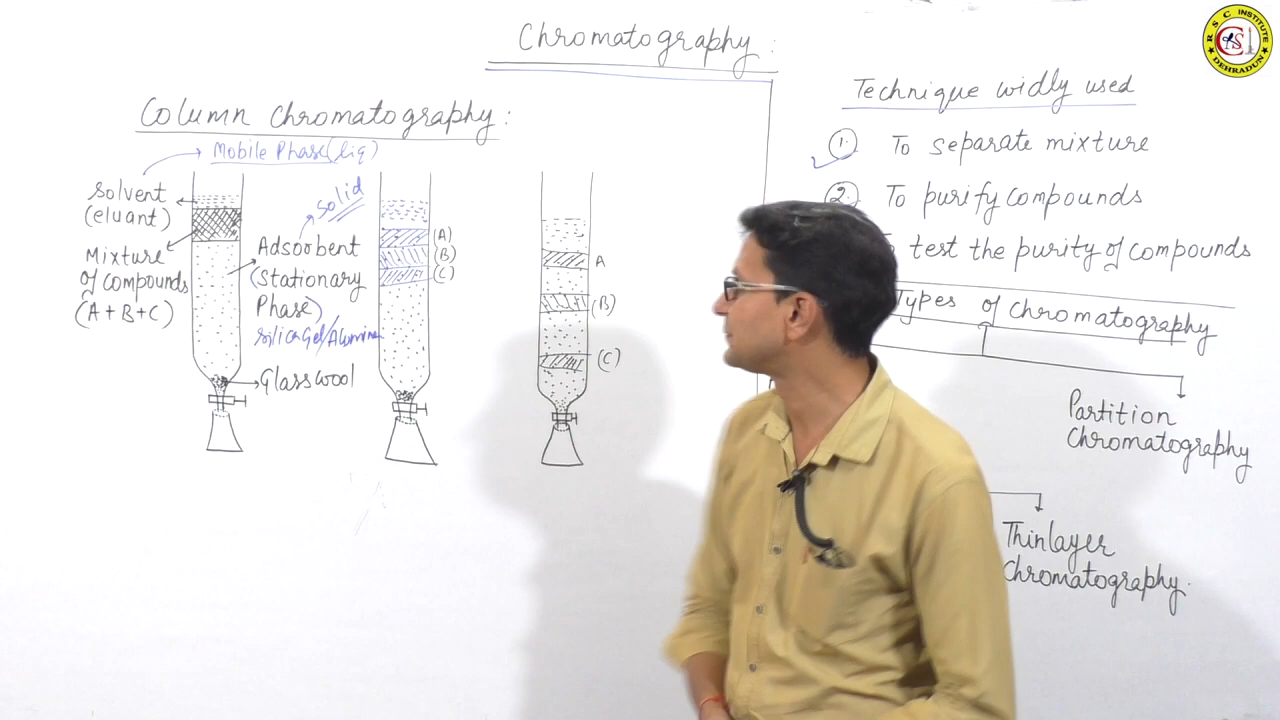 Chromatography :
Column Chromatography :
Mobile Phase (liq)
Solvent
(eluant)
Mixture
of compounds
(A + B + C)
Solid
Adsorbent
(Stationary
Phase)
Silica Gel/Alumina
Glass wool
(A)
(B)
(C)
A
(B)
(C)
Technique widly used
1. To separate mixture
2. To purify compounds
test the purity of compounds
Types of Chromatography
Partition
Chromatography
Thinlayer
Chromatography.
R S C INSTITUTE
DEHRADUN